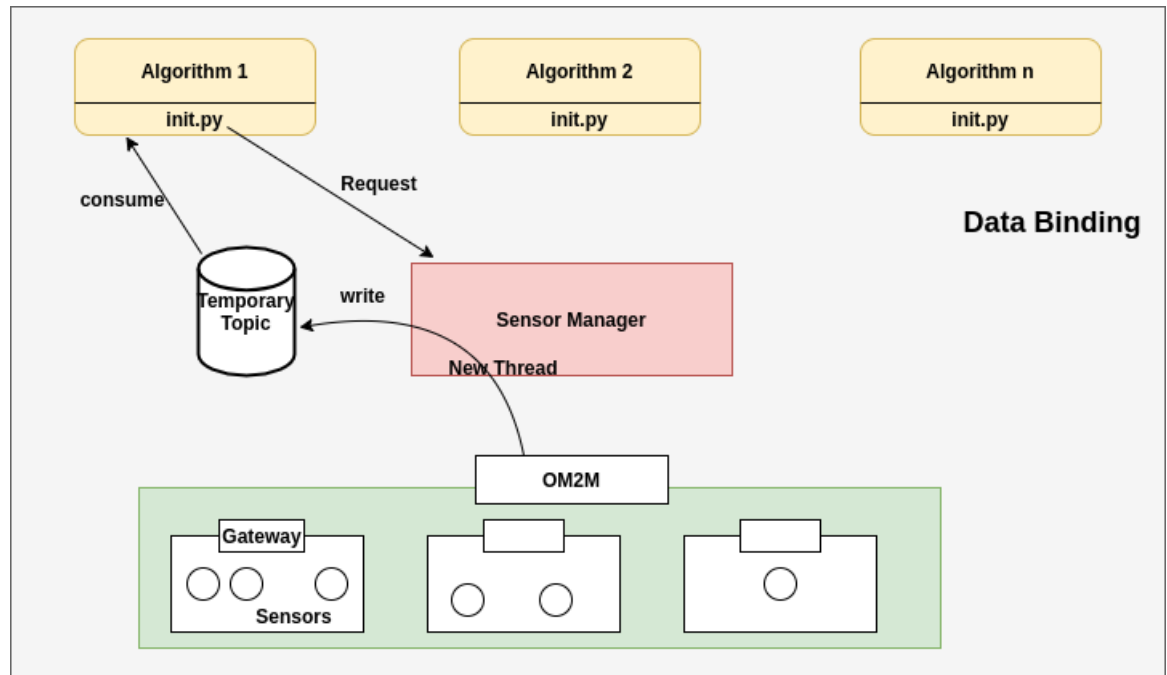 Algorithm 1
init.py
Algorithm 2
init.py
Algorithm n
init.py
consume
Request
Data Binding
Temporary
Topic
write
Sensor Manager
New Thread
OM2M
Gateway
Sensors